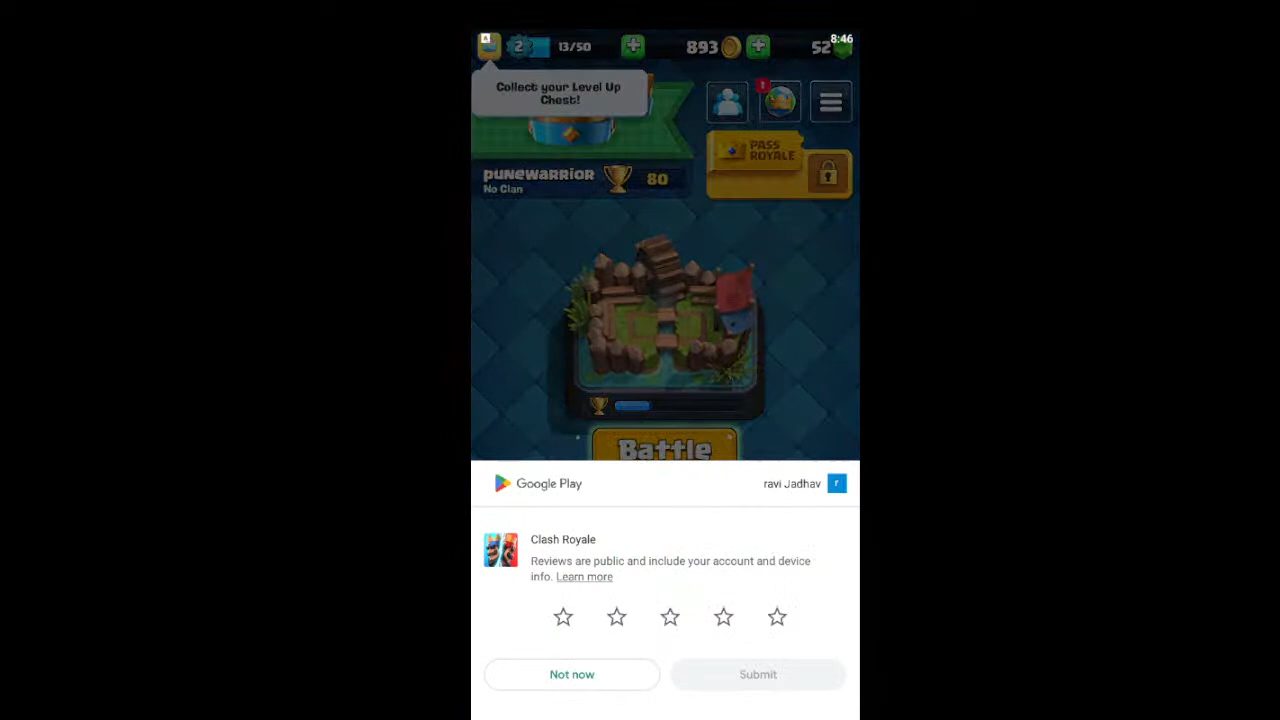 A
2 13/50 893 52 8:46
Collect your Level Up
Chest!
1
PASS
ROYALE
punewarrior 80
No Clan
Battle
Google Play ravi Jadhav r
Clash Royale
Reviews are public and include your account and device
info. Learn more
Not now Submit